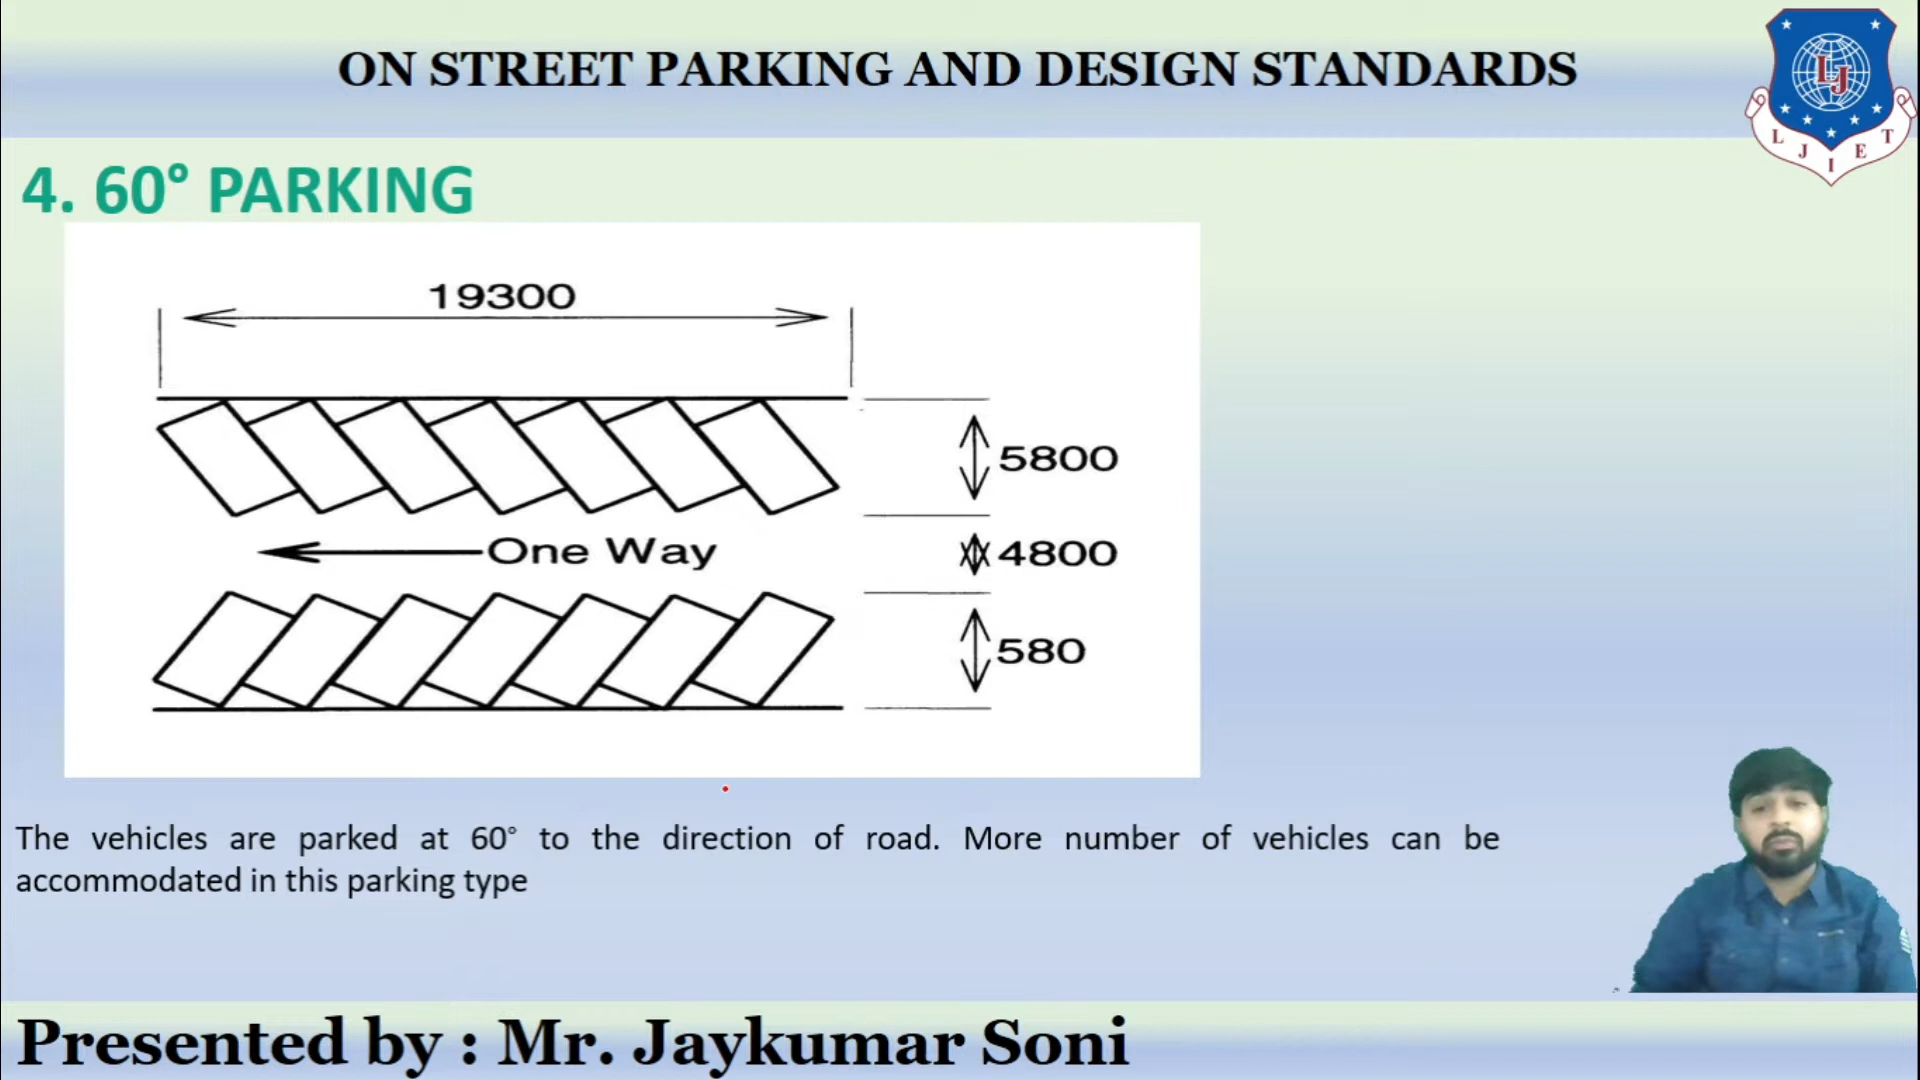 ON STREET PARKING AND DESIGN STANDARDS
LJ
L J I E T
4. 60° PARKING
19300
5800
One Way
4800
580
The vehicles are parked at 60° to the direction of road. More number of vehicles can be
accommodated in this parking type
Presented by : Mr. Jaykumar Soni